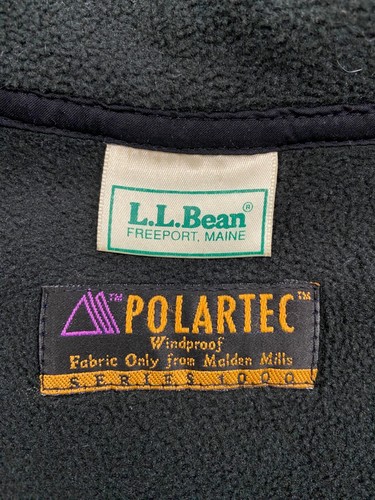 L.L.Bean®
FREEPORT, MAINE
™ POLARTEC™
Windproof
Fabric Only from Malden Mills
SERIES 1000